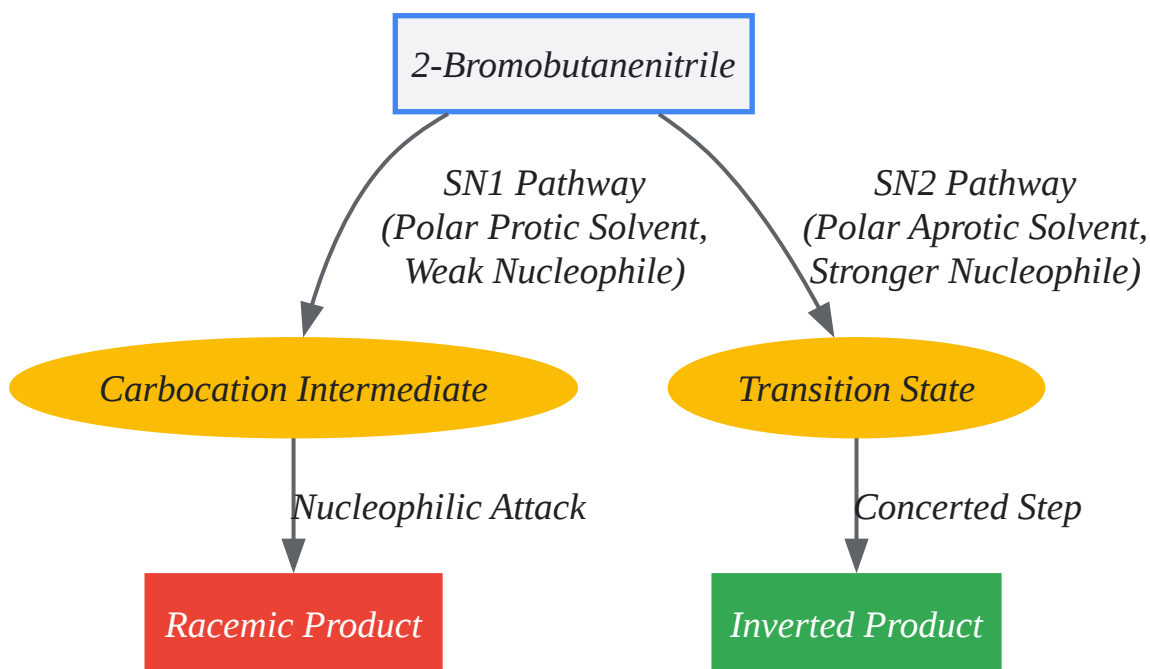 2-Bromobutanenitrile
SN1 Pathway
(Polar Protic Solvent,
Weak Nucleophile)
SN2 Pathway
(Polar Aprotic Solvent,
Stronger Nucleophile)
Carbocation Intermediate
Transition State
Nucleophilic Attack
Concerted Step
Racemic Product
Inverted Product